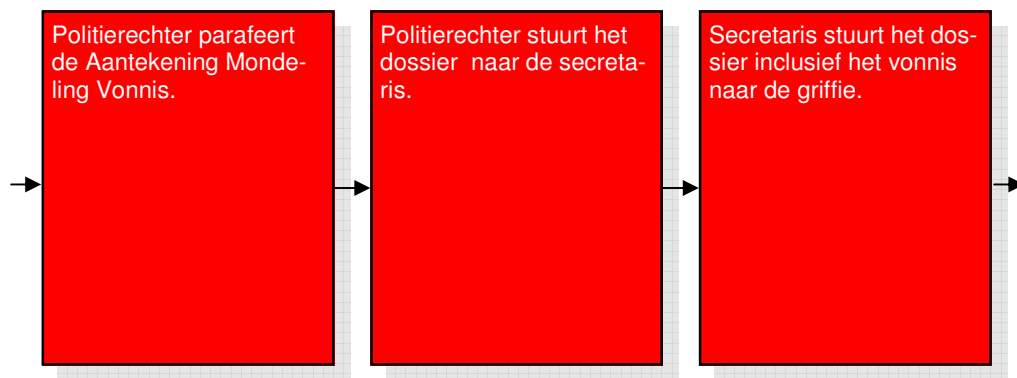 Politierechter parafeert
de Aantekening Monde-
ling Vonnis.
Politierechter stuurt het
dossier  naar de secreta-
ris.
Secretaris stuurt het dos-
sier inclusief het vonnis
naar de griffie.